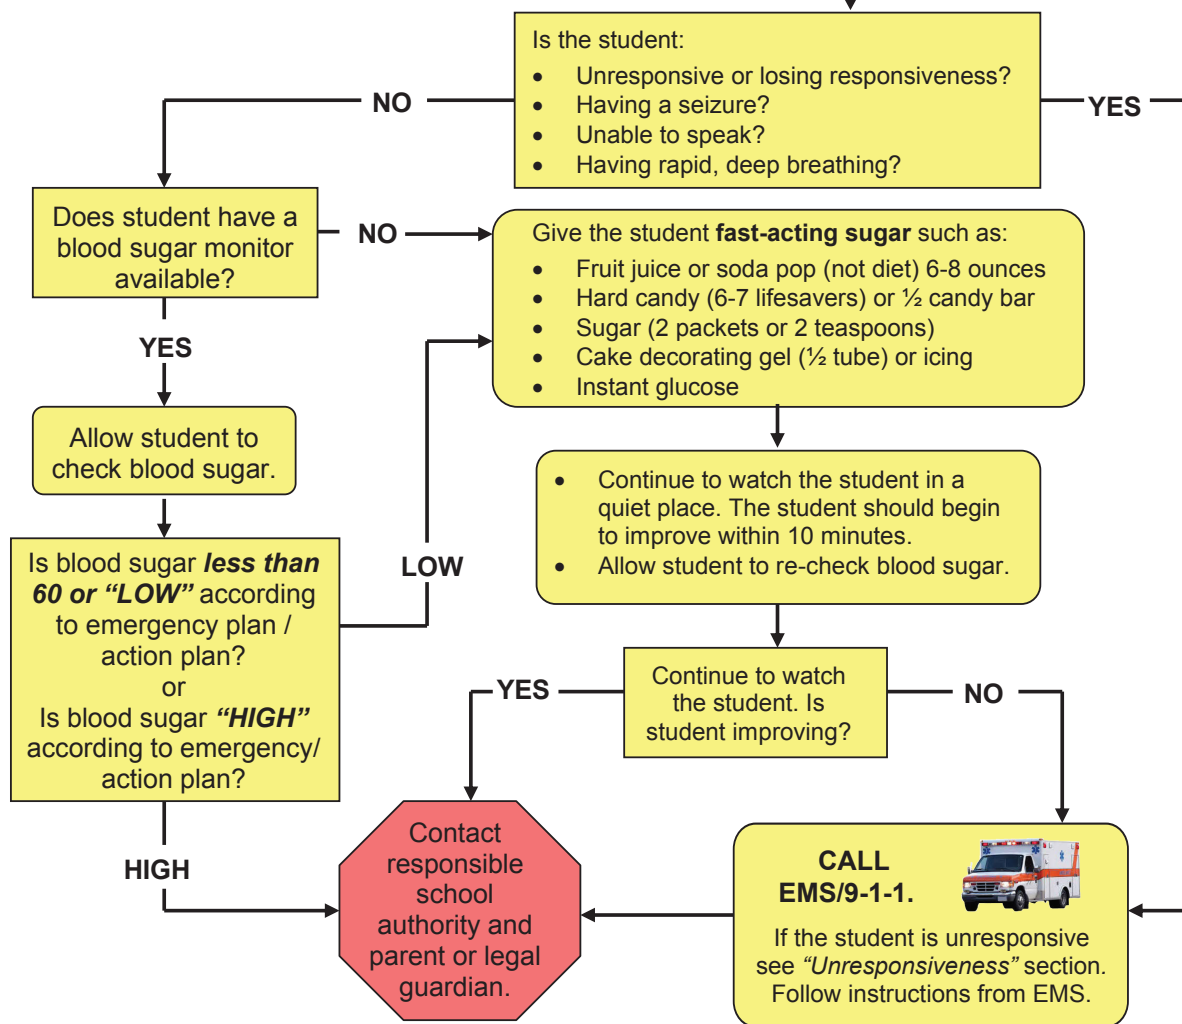 Is the student:
• Unresponsive or losing responsiveness?
• Having a seizure?
• Unable to speak?
• Having rapid, deep breathing?
NO
YES
Does student have a
blood sugar monitor
available?
NO
YES
Give the student fast-acting sugar such as:
• Fruit juice or soda pop (not diet) 6-8 ounces
• Hard candy (6-7 lifesavers) or ½ candy bar
• Sugar (2 packets or 2 teaspoons)
• Cake decorating gel (½ tube) or icing
• Instant glucose
Allow student to
check blood sugar.
• Continue to watch the student in a
quiet place. The student should begin
to improve within 10 minutes.
• Allow student to re-check blood sugar.
Is blood sugar less than
60 or “LOW” according
to emergency plan /
action plan?
or
Is blood sugar “HIGH”
according to emergency/
action plan?
LOW
HIGH
Continue to watch
the student. Is
student improving?
YES
NO
Contact
responsible
school
authority and
parent or legal
guardian.
CALL
EMS/9-1-1.
If the student is unresponsive
see “Unresponsiveness” section.
Follow instructions from EMS.